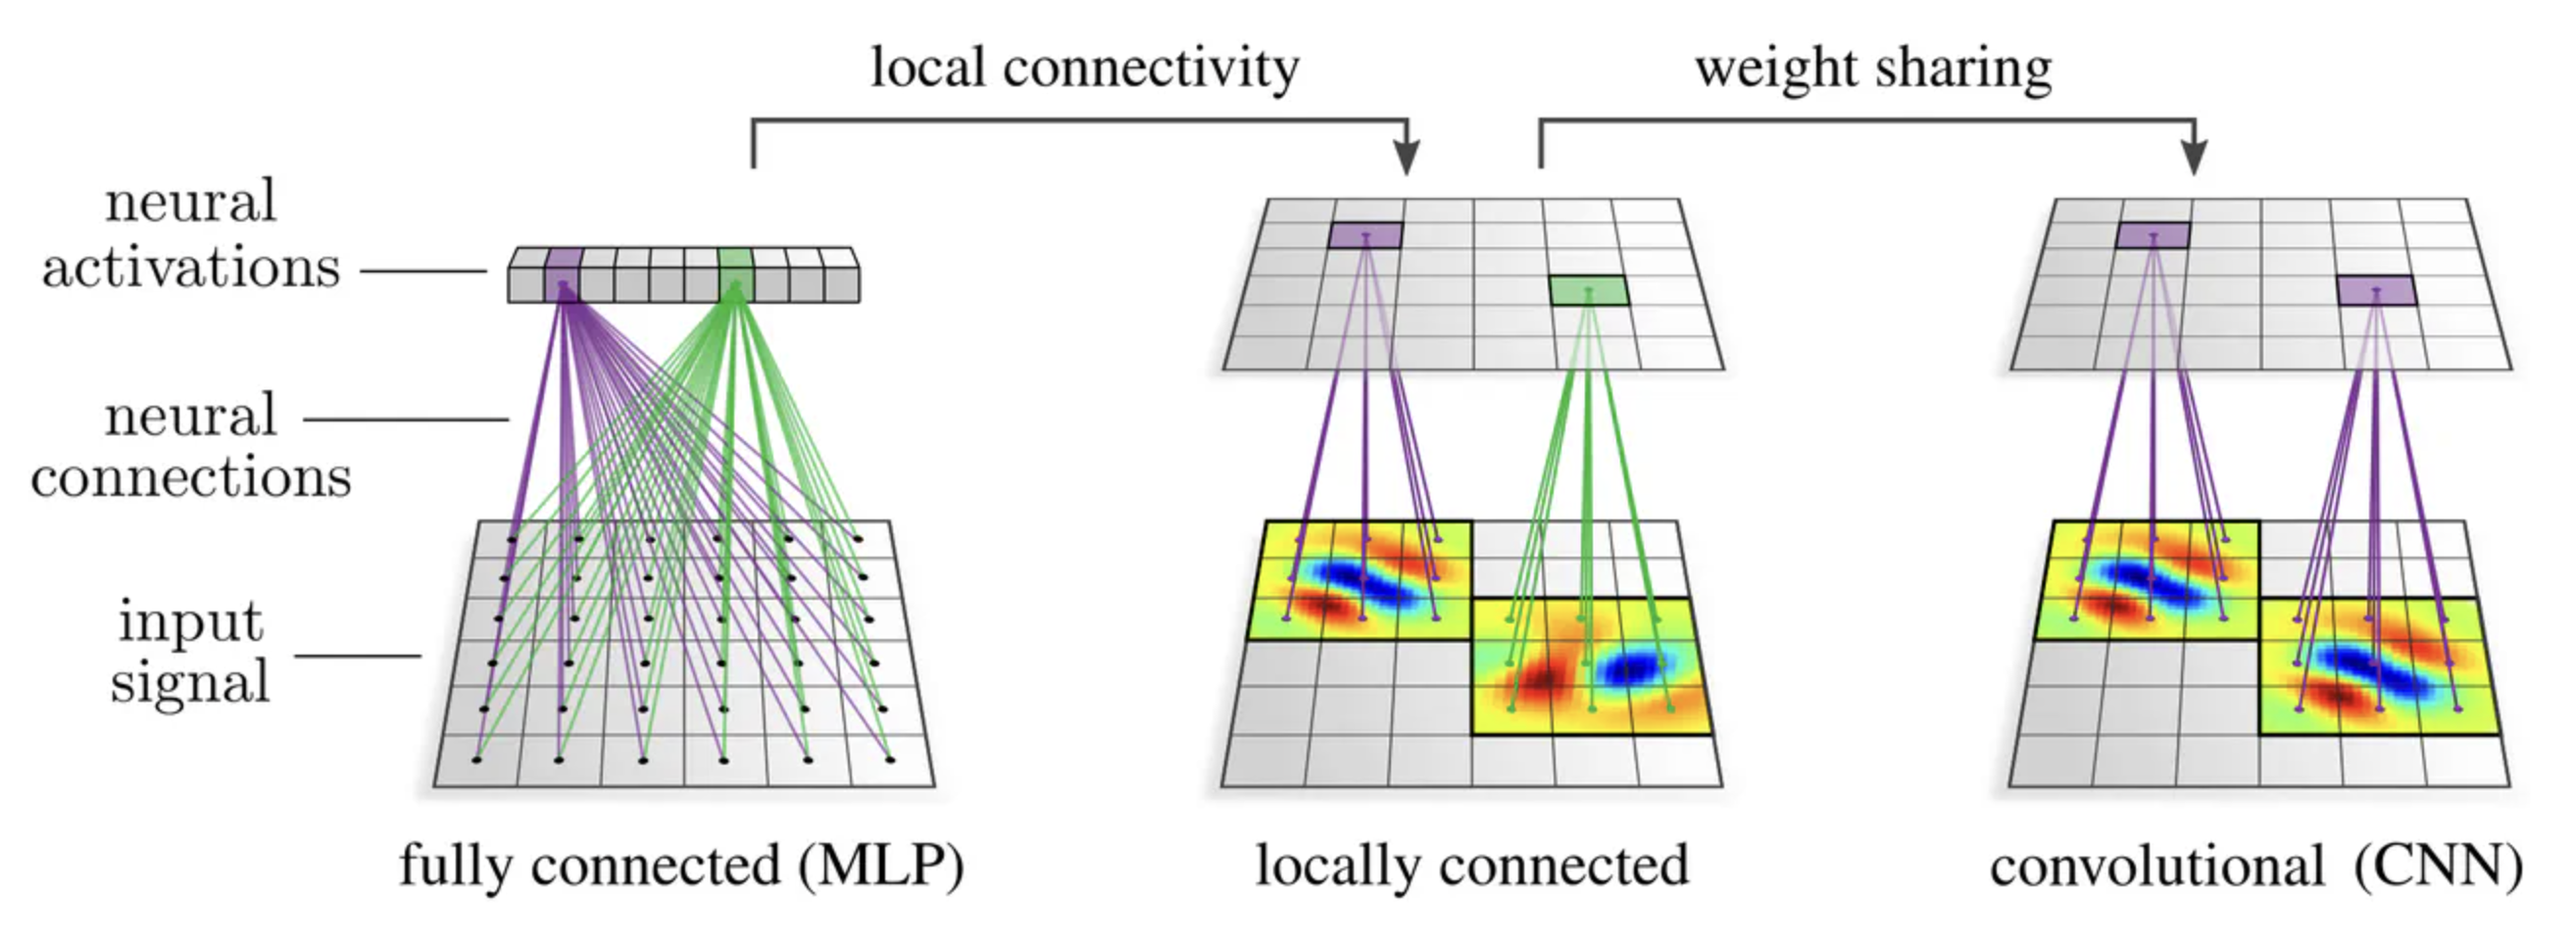 local connectivity
weight sharing
neural
activations
neural
connections
input
signal
fully connected (MLP)
locally connected
convolutional (CNN)